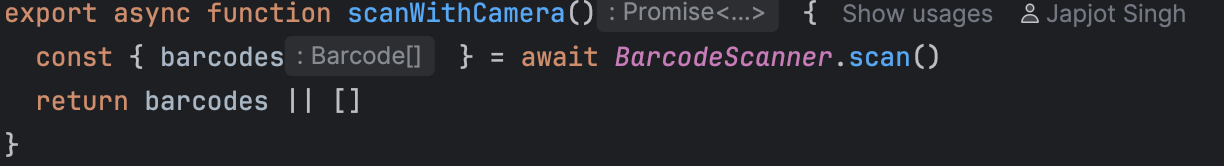 export async function scanWithCamera() : Promise<...> { Show usages Japjot Singh
const { barcodes : Barcode[] } = await BarcodeScanner.scan()
return barcodes || []
}